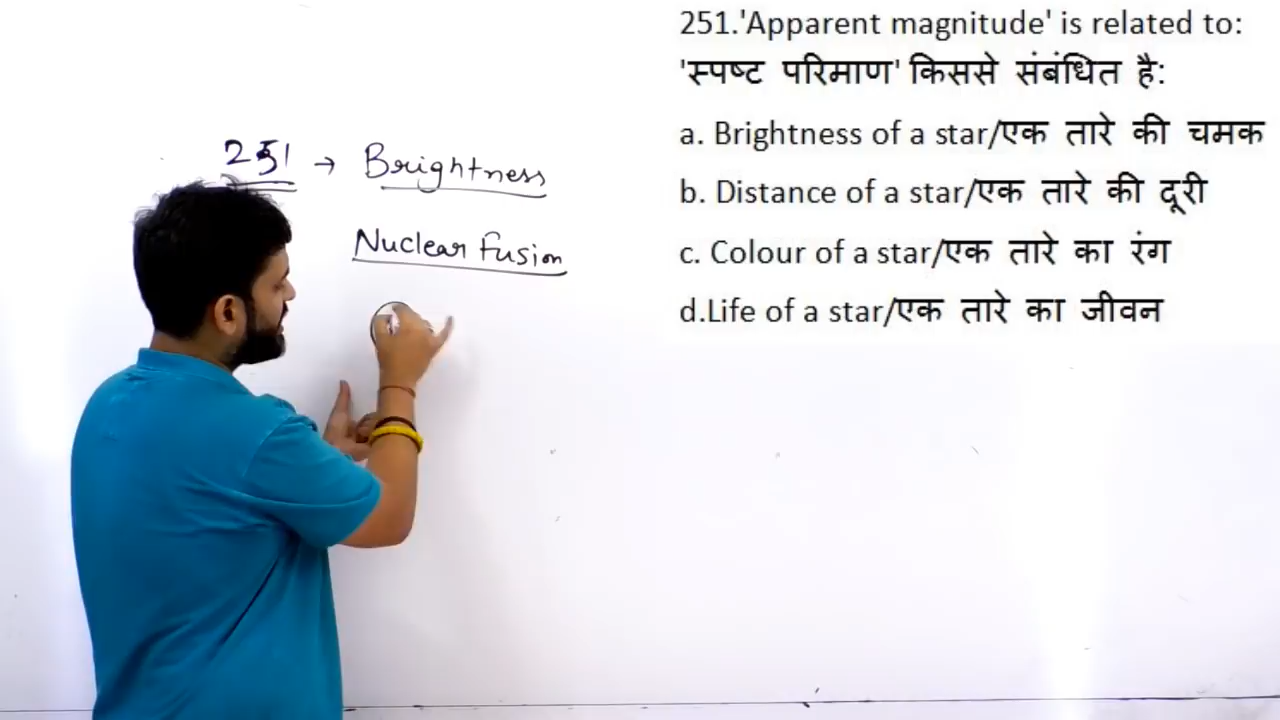 251 → Brightness
Nuclear fusion
251.'Apparent magnitude' is related to:
'स्पष्ट परिमाण' किससे संबंधित है:
a. Brightness of a star/एक तारे की चमक
b. Distance of a star/एक तारे की दूरी
c. Colour of a star/एक तारे का रंग
d.Life of a star/एक तारे का जीवन